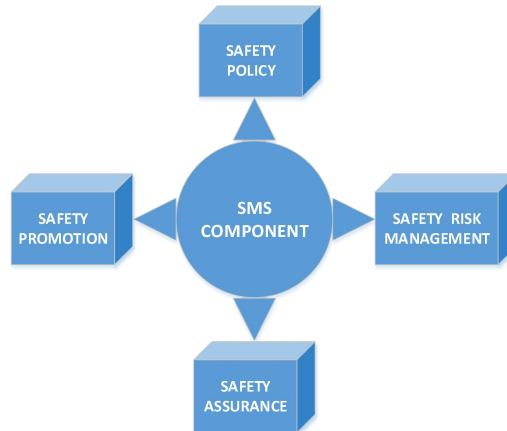 SAFETY
POLICY
SAFETY
PROMOTION
SMS
COMPONENT
SAFETY RISK
MANAGEMENT
SAFETY
ASSURANCE